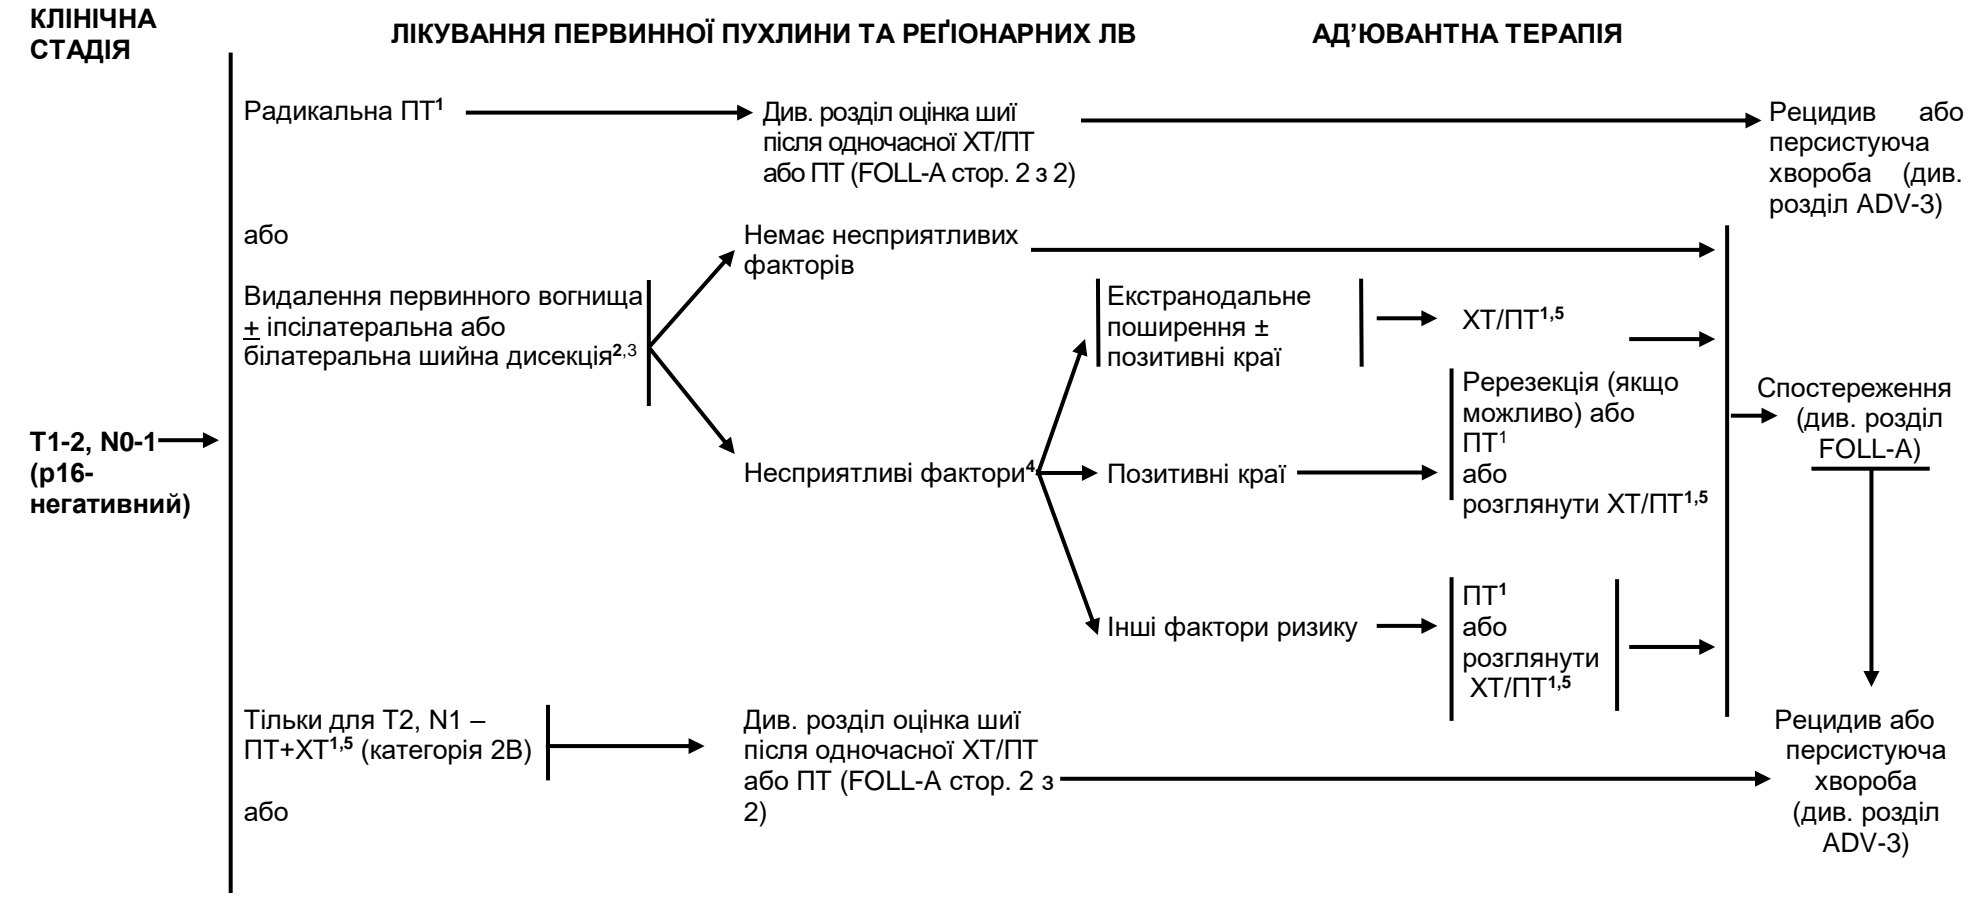 КЛІНІЧНА
СТАДІЯ
ЛІКУВАННЯ ПЕРВИННОЇ ПУХЛИНИ ТА РЕҐІОНАРНИХ ЛВ
АД’ЮВАНТНА ТЕРАПІЯ
Радикальна ПТ¹
Див. розділ оцінка шиї
після одночасної ХТ/ПТ
або ПТ (FOLL-A стор. 2 з 2)
Рецидив або
персистуюча
хвороба (див.
розділ ADV-3)
або
Немає несприятливих
факторів
Видалення первинного вогнища
± іпсілатеральна або
білатеральна шийна дисекція²,³
Екстранодальне
поширення ±
позитивні краї
ХТ/ПТ¹,⁵
Ререзекція (якщо
можливо) або
ПТ¹
або
розглянути ХТ/ПТ¹,⁵
Спостереження
(див. розділ
FOLL-A)
T1-2, N0-1
(p16-
негативний)
Несприятливі фактори⁴
Позитивні краї
Інші фактори ризику
ПТ¹
або
розглянути
ХТ/ПТ¹,⁵
Тільки для T2, N1 –
ПТ+ХТ¹,⁵ (категорія 2B)
або
Див. розділ оцінка шиї
після одночасної ХТ/ПТ
або ПТ (FOLL-A стор. 2 з
2)
Рецидив або
персистуюча
хвороба
(див. розділ
ADV-3)